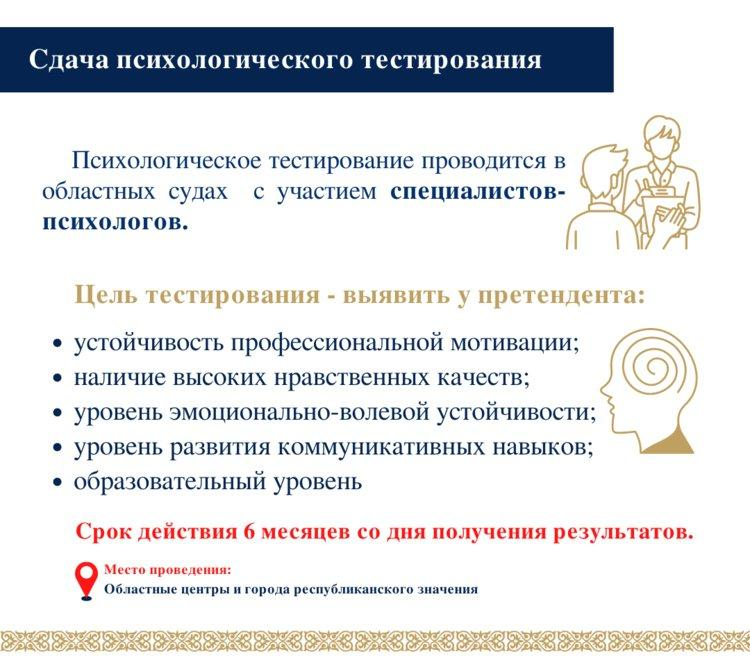 Сдача психологического тестирования
Психологическое тестирование проводится в
областных судах с участием специалистов-
психологов.
Цель тестирования - выявить у претендента:
• устойчивость профессиональной мотивации;
• наличие высоких нравственных качеств;
• уровень эмоционально-волевой устойчивости;
• уровень развития коммуникативных навыков;
• образовательный уровень
Срок действия 6 месяцев со дня получения результатов.
Место проведения:
Областные центры и города республиканского значения